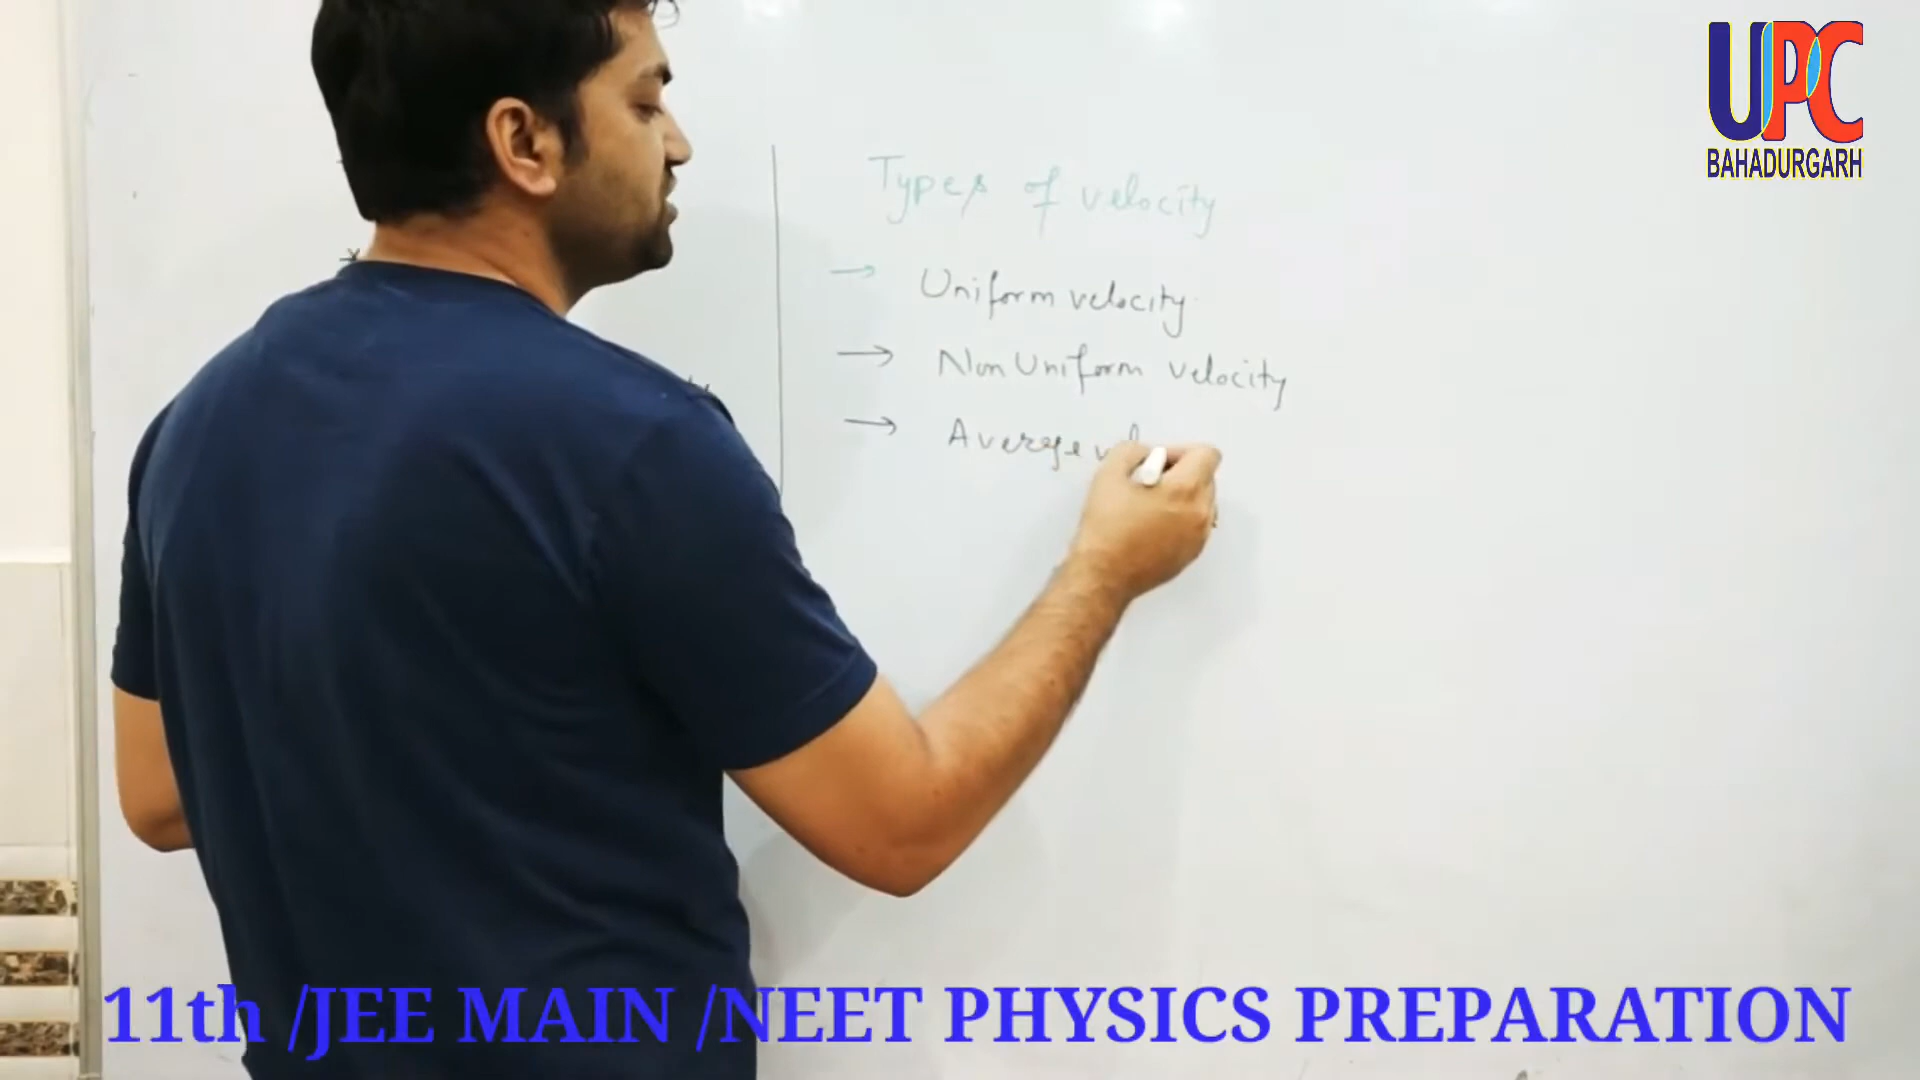 UPC
BAHADURGARH
Types of velocity
→ Uniform velocity
→ Non Uniform velocity
→ Average
11th /JEE MAIN /NEET PHYSICS PREPARATION